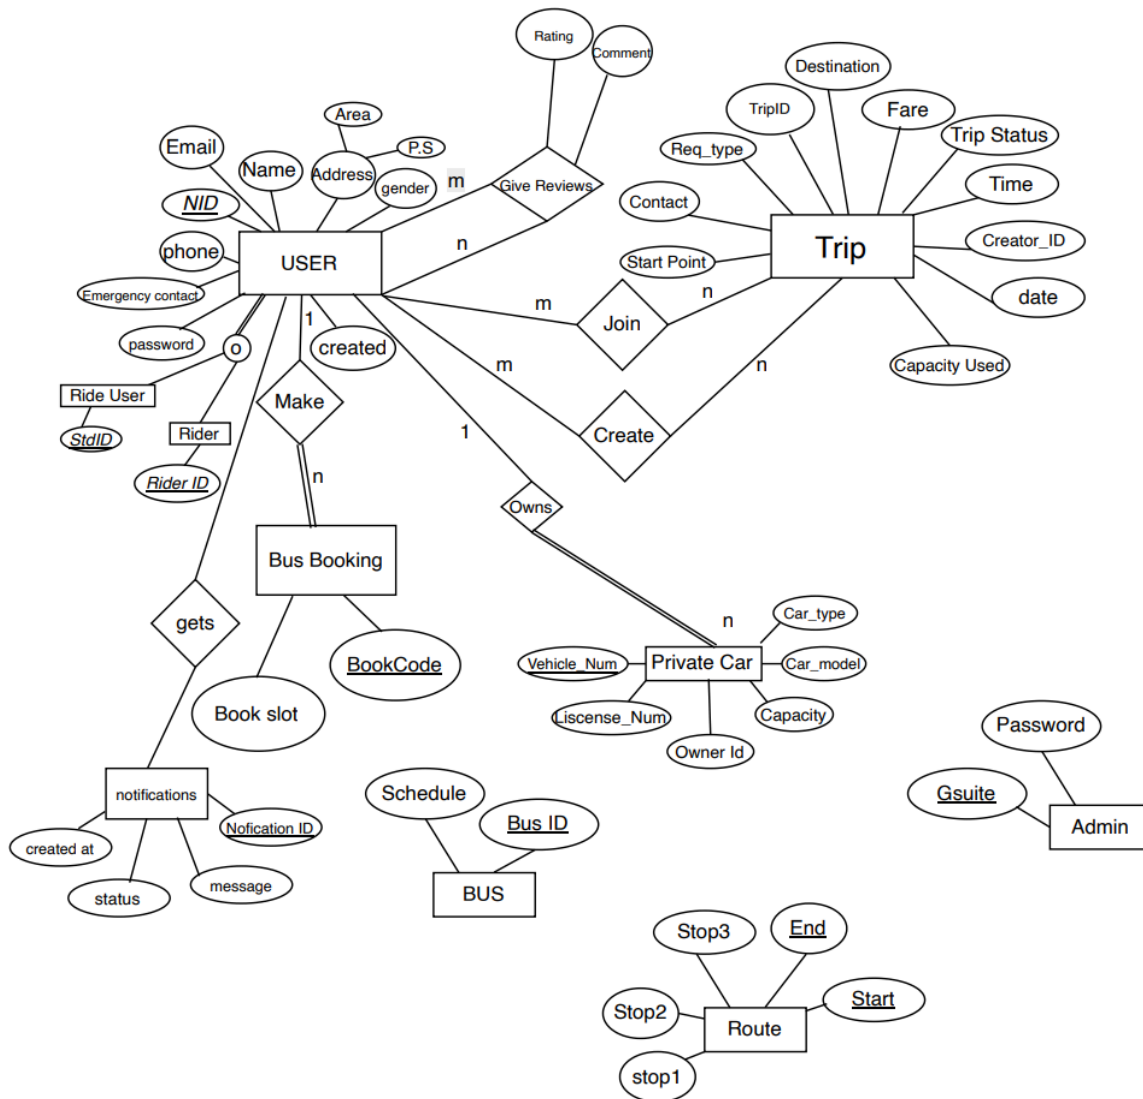 Rating
Comment
Destination
TripID
Fare
Area
Email
Name
Address
P.S
Req_type
Trip Status
NID
gender
m
Give Reviews
Contact
Time
phone
USER
n
Start Point
Trip
Creator_ID
Emergency contact
date
password
o
1
created
m
Join
n
Ride User
Make
m
n
Capacity Used
StdID
Rider
1
Create
Rider ID
n
Owns
Bus Booking
gets
BookCode
n
Car_type
Vehicle_Num
Private Car
Car_model
Book slot
Liscense_Num
Capacity
Owner Id
Password
notifications
Schedule
Gsuite
Nofication ID
Bus ID
Admin
created at
status
message
BUS
Stop3
End
Stop2
Start
Route
stop1